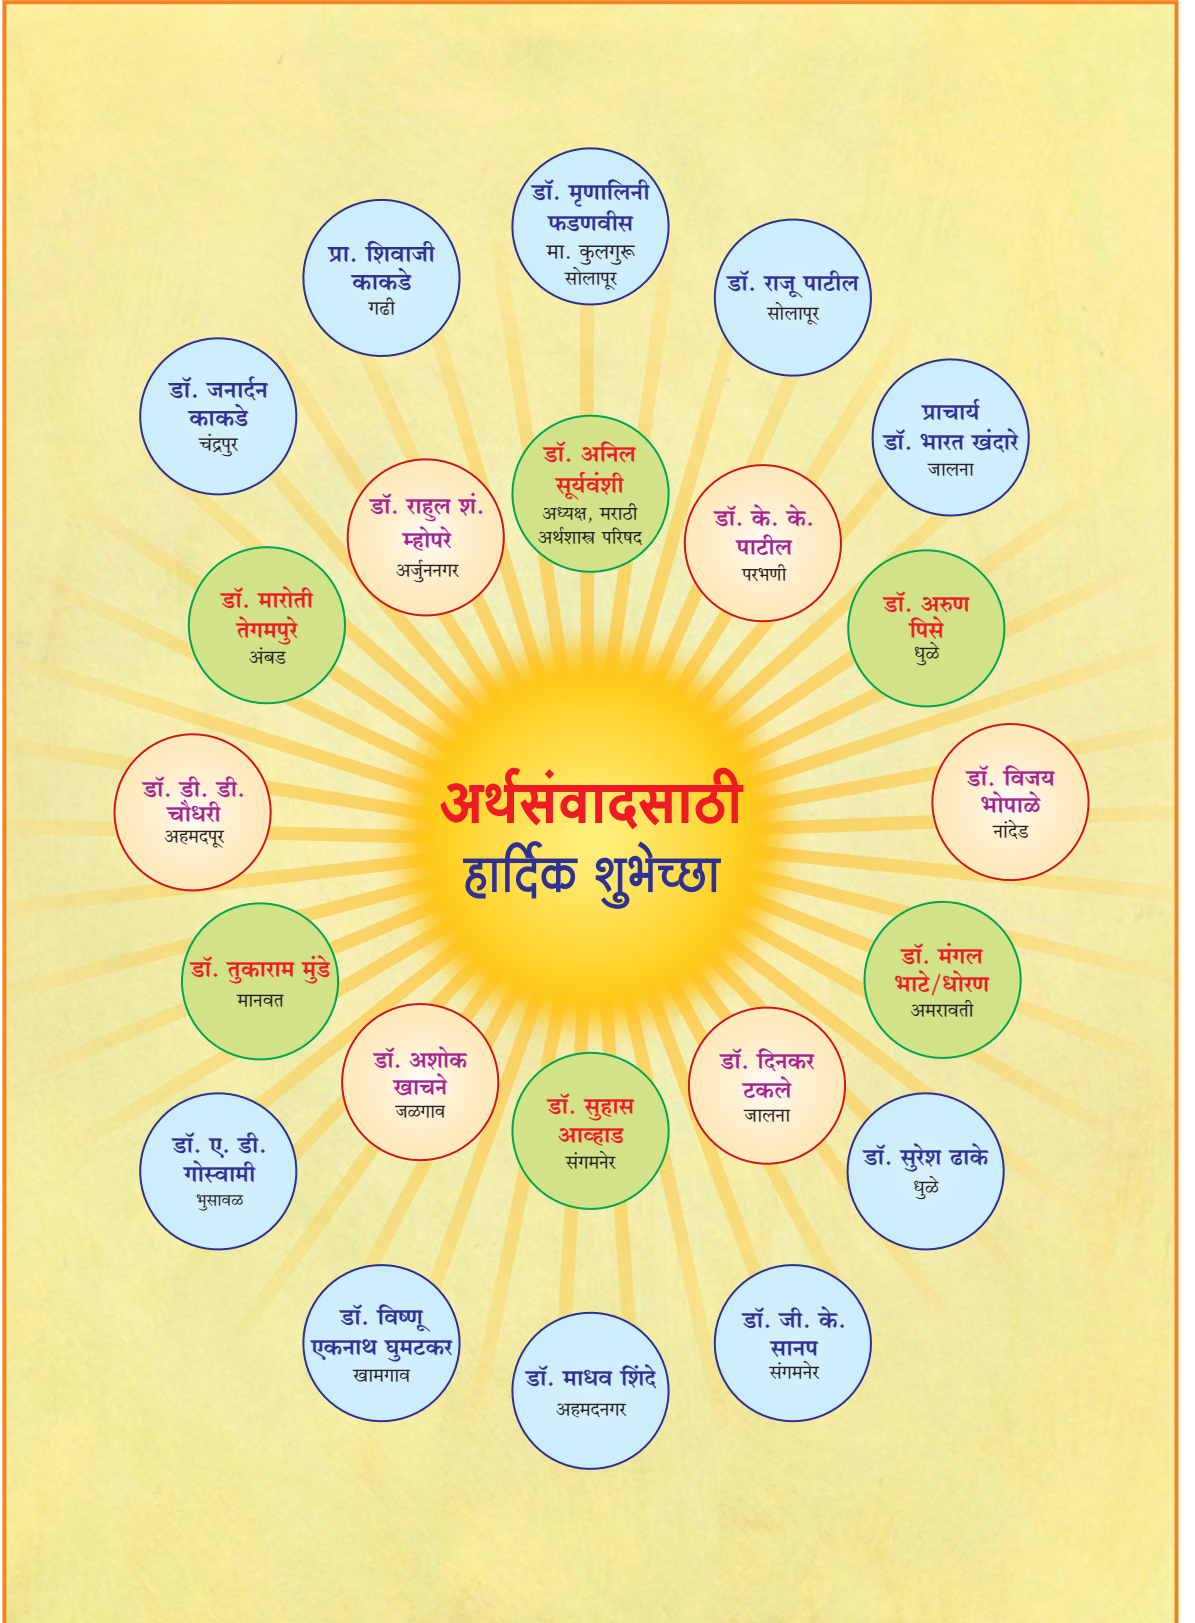 डॉ. मृणालिनी
फडणवीस
मा. कुलगुरू
सोलापूर
प्रा. शिवाजी
काकडे
गढी
डॉ. राजू पाटील
सोलापूर
डॉ. जनार्दन
काकडे
चंद्रपुर
प्राचार्य
डॉ. भारत खंदारे
जालना
डॉ. अनिल
सूर्यवंशी
अध्यक्ष, मराठी
अर्थशास्त्र परिषद
डॉ. राहुल शं.
म्होपरे
अर्जुननगर
डॉ. के. के.
पाटील
परभणी
डॉ. मारोती
तेगमपुरे
अंबड
डॉ. अरुण
पिसे
धुळे
डॉ. डी. डी.
चौधरी
अहमदपूर
अर्थसंवादसाठी
हार्दिक शुभेच्छा
डॉ. विजय
भोपाळे
नांदेड
डॉ. तुकाराम मुंडे
मानवत
डॉ. मंगल
भाटे/धोरण
अमरावती
डॉ. अशोक
खाचने
जळगाव
डॉ. सुहास
आव्हाड
संगमनेर
डॉ. दिनकर
टकले
जालना
डॉ. ए. डी.
गोस्वामी
भुसावळ
डॉ. सुरेश ढाके
धुळे
डॉ. विष्णू
एकनाथ घुमटकर
खामगाव
डॉ. माधव शिंदे
अहमदनगर
डॉ. जी. के.
सानप
संगमनेर